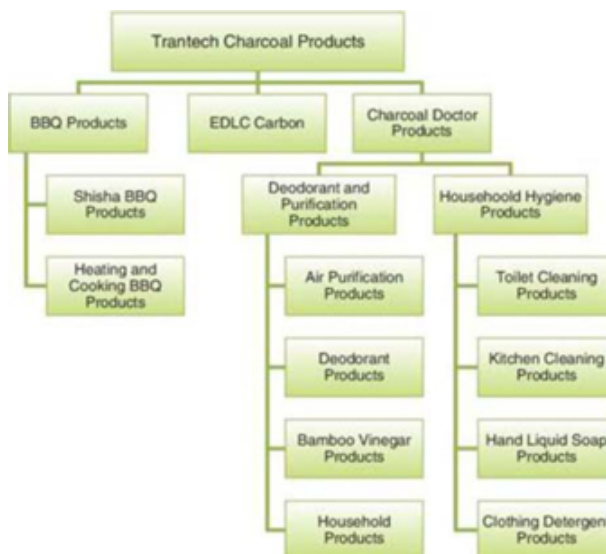 Trantech Charcoal Products
BBQ Products
EDLC Carbon
Charcoal Doctor
Products
Shisha BBQ
Products
Heating and
Cooking BBQ
Products
Deodorant and
Purification
Products
Househoold Hygiene
Products
Air Purification
Products
Deodorant
Products
Bamboo Vinegar
Products
Household
Products
Toilet Cleaning
Products
Kitchen Cleaning
Products
Hand Liquid Soap
Products
Clothing Detergent
Products